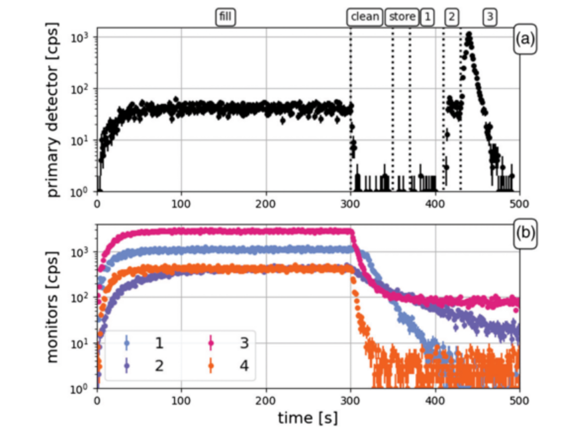 fill clean store 1 2 3
(a)
primary detector [cps]
10³
10²
10¹
10⁰
0 100 200 300 400 500
(b)
monitors [cps]
10³
10²
10¹
10⁰
1 3
2 4
0 100 200 300 400 500
time [s]